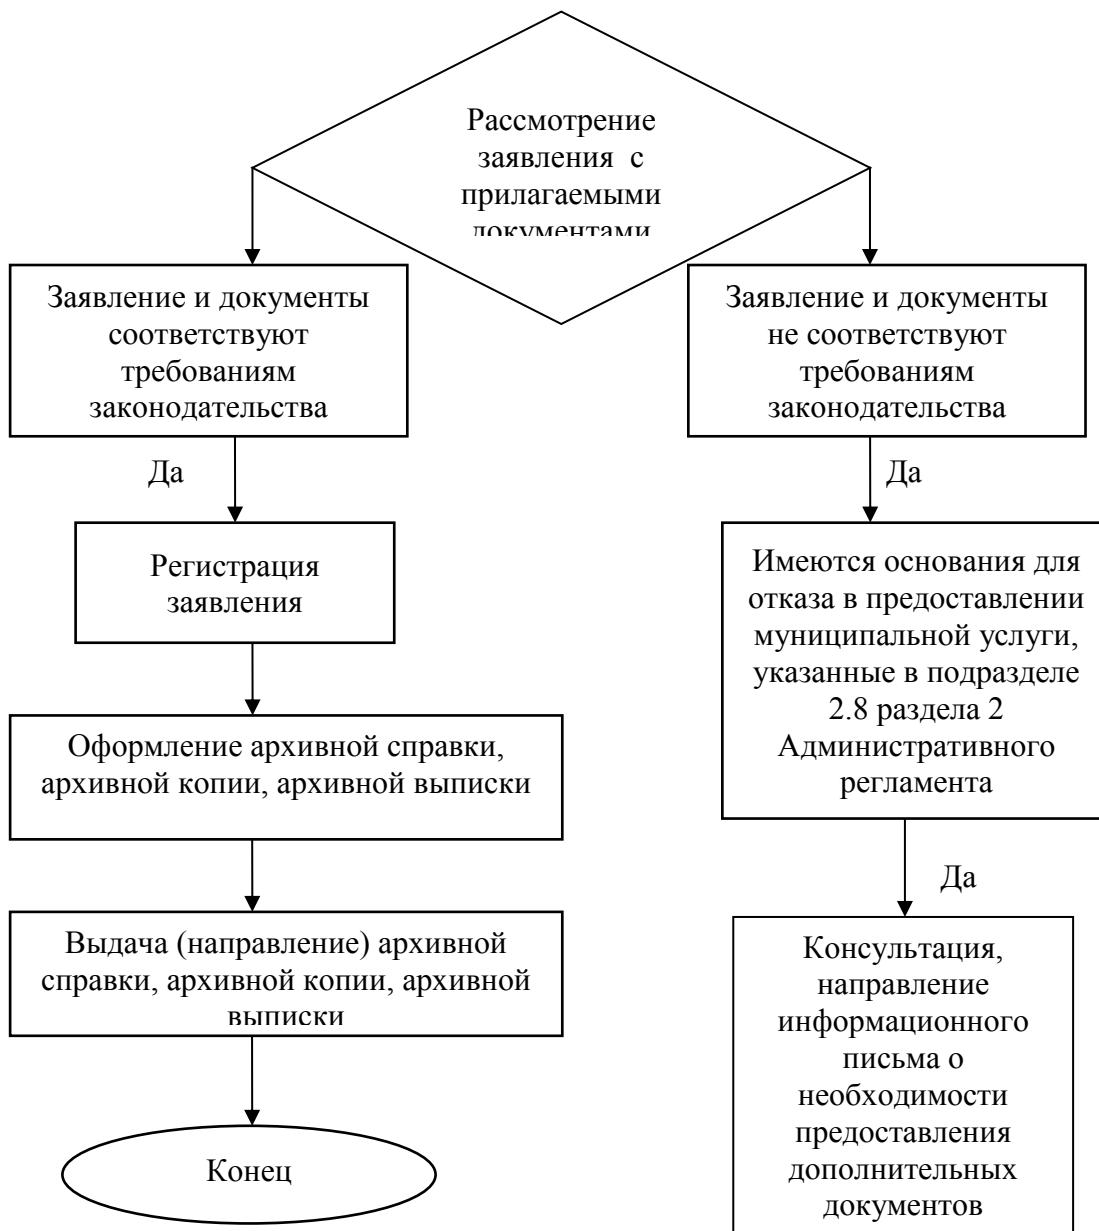 Рассмотрение
заявления с
прилагаемыми
документами
Заявление и документы
соответствуют
требованиям
законодательства
Заявление и документы
не соответствуют
требованиям
законодательства
Да
Да
Регистрация
заявления
Имеются основания для
отказа в предоставлении
муниципальной услуги,
указанные в подразделе
2.8 раздела 2
Административного
регламента
Оформление архивной справки,
архивной копии, архивной выписки
Да
Выдача (направление) архивной
справки, архивной копии, архивной
выписки
Консультация,
направление
информационного
письма о
необходимости
предоставления
дополнительных
документов
Конец